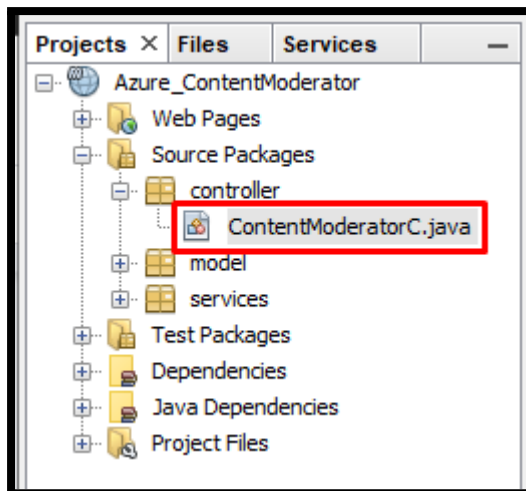 Projects Files Services
Azure_ContentModerator
Web Pages
Source Packages
controller
ContentModeratorC.java
model
services
Test Packages
Dependencies
Java Dependencies
Project Files